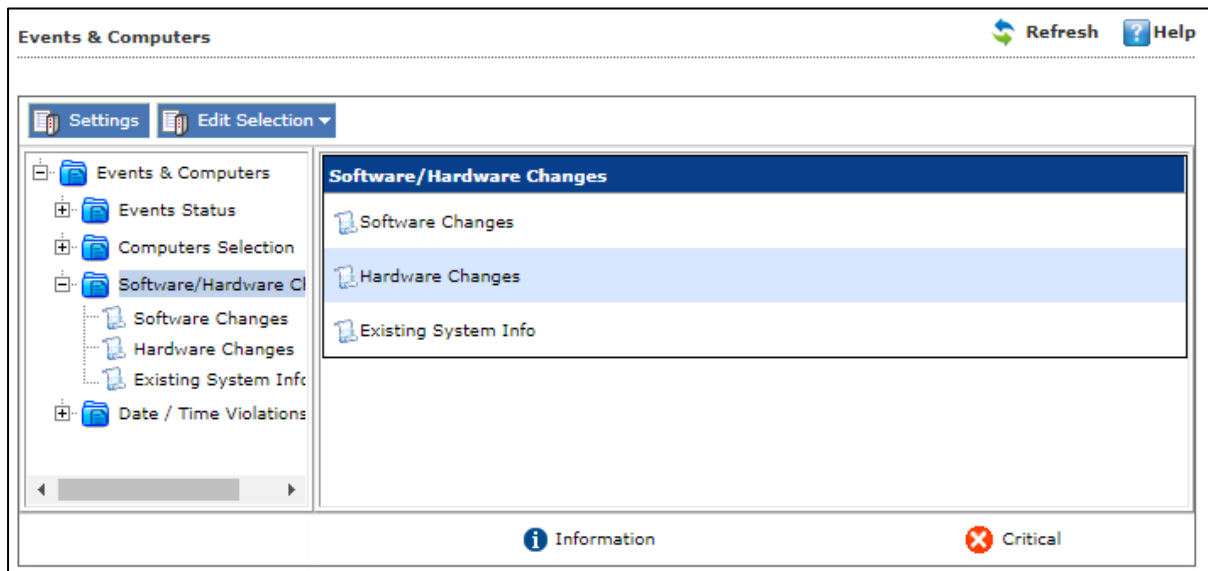 Events & Computers Refresh Help
Settings Edit Selection
Events & Computers
Events Status
Computers Selection
Software/Hardware Cl
Software Changes
Hardware Changes
Existing System Info
Date / Time Violations
Software/Hardware Changes
Software Changes
Hardware Changes
Existing System Info
Information Critical